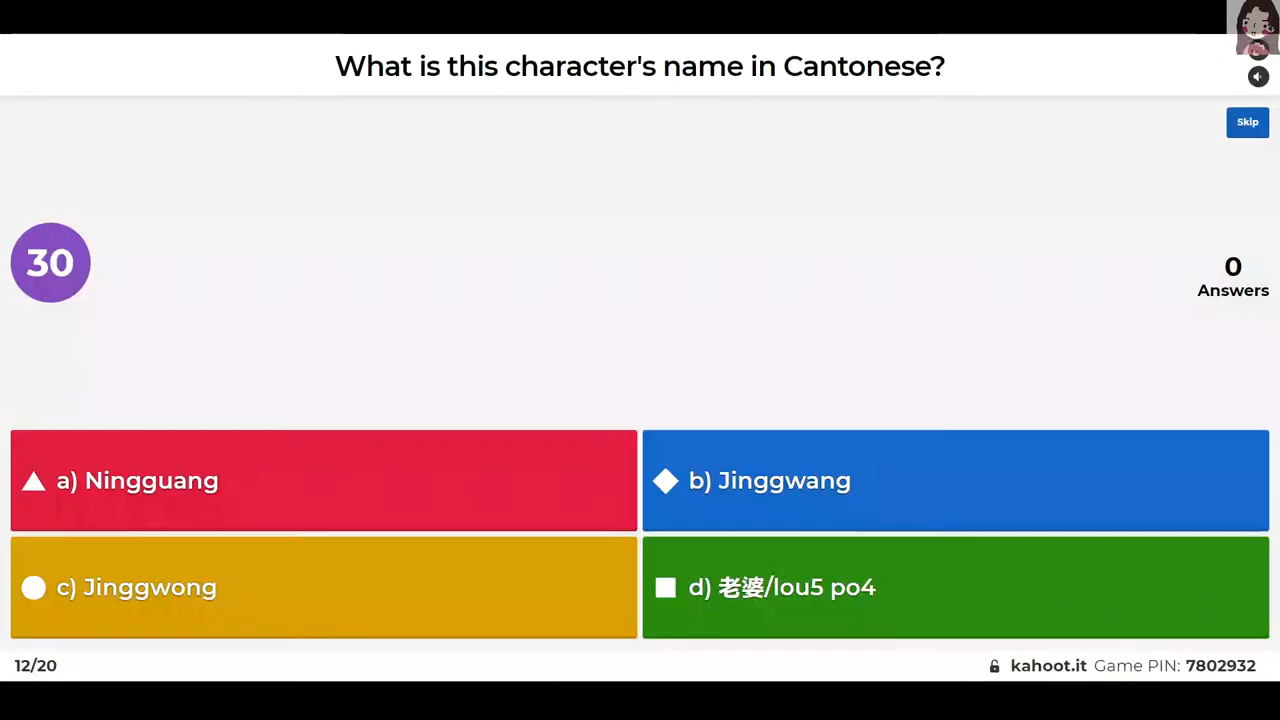 What is this character's name in Cantonese?
Skip
30
0
Answers
a) Ningguang
b) Jinggwang
c) Jinggwong
d) 老婆/lou5 po4
12/20
kahoot.it Game PIN: 7802932